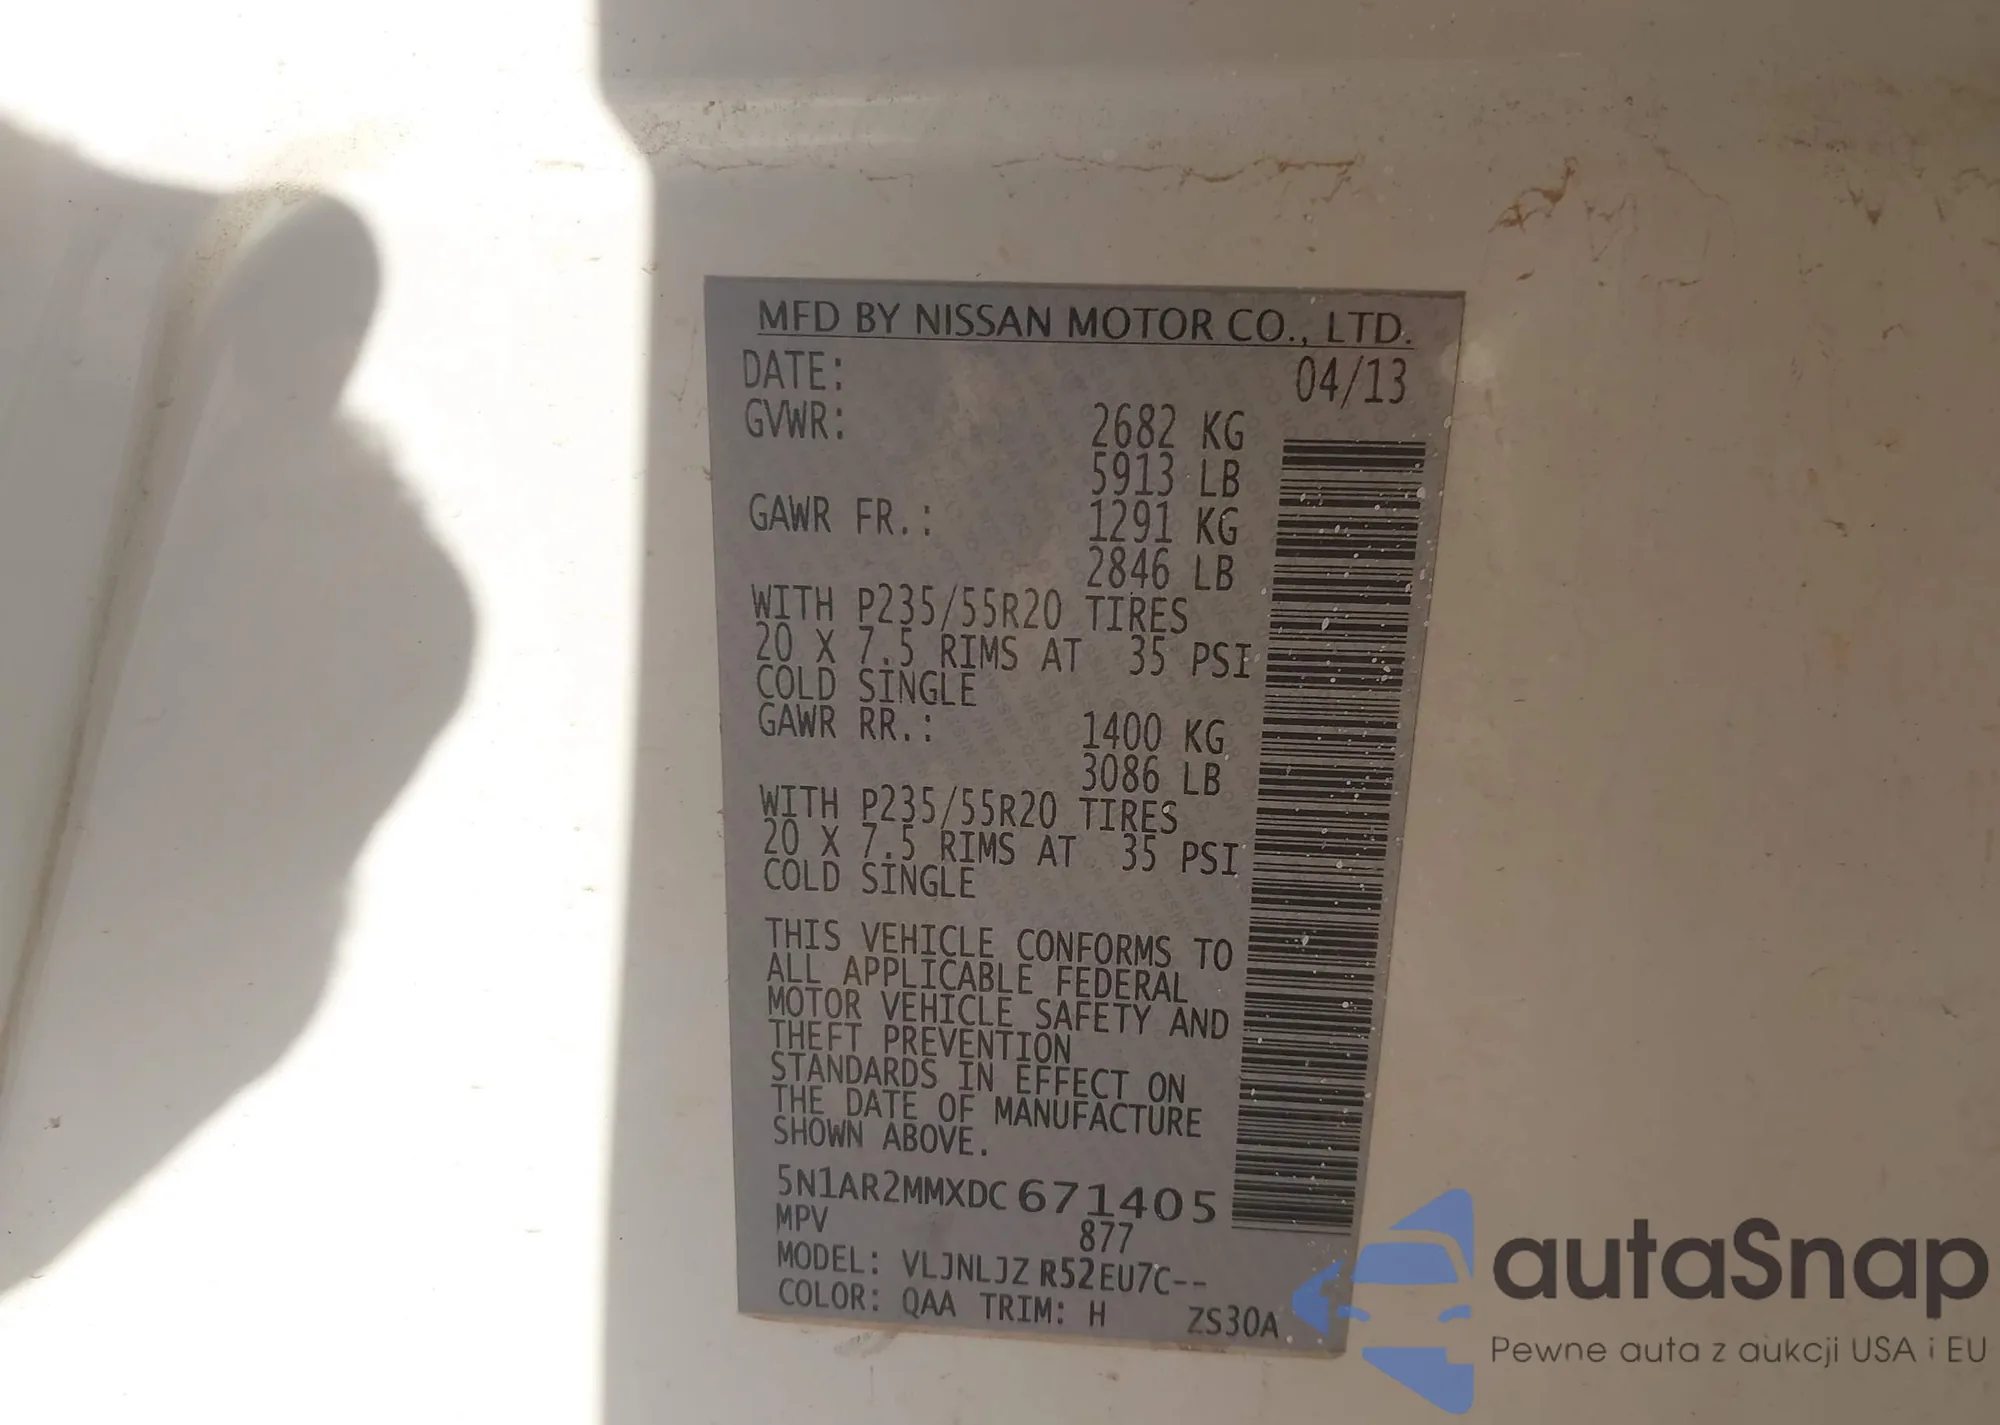 MFD BY NISSAN MOTOR CO., LTD.
DATE: 04/13
GVWR: 2682 KG
5913 LB
GAWR FR.: 1291 KG
2846 LB
WITH P235/55R20 TIRES
20 X 7.5 RIMS AT 35 PSI
COLD SINGLE
GAWR RR.: 1400 KG
3086 LB
WITH P235/55R20 TIRES
20 X 7.5 RIMS AT 35 PSI
COLD SINGLE
THIS VEHICLE CONFORMS TO
ALL APPLICABLE FEDERAL
MOTOR VEHICLE SAFETY AND
THEFT PREVENTION
STANDARDS IN EFFECT ON
THE DATE OF MANUFACTURE
SHOWN ABOVE.
5N1AR2MMXDC671405
MPV 877
MODEL: VLJNLJZ R52EU7C--
COLOR: QAA TRIM: H ZS30A
autaSnap
Pewne auta z aukcji USA i EU